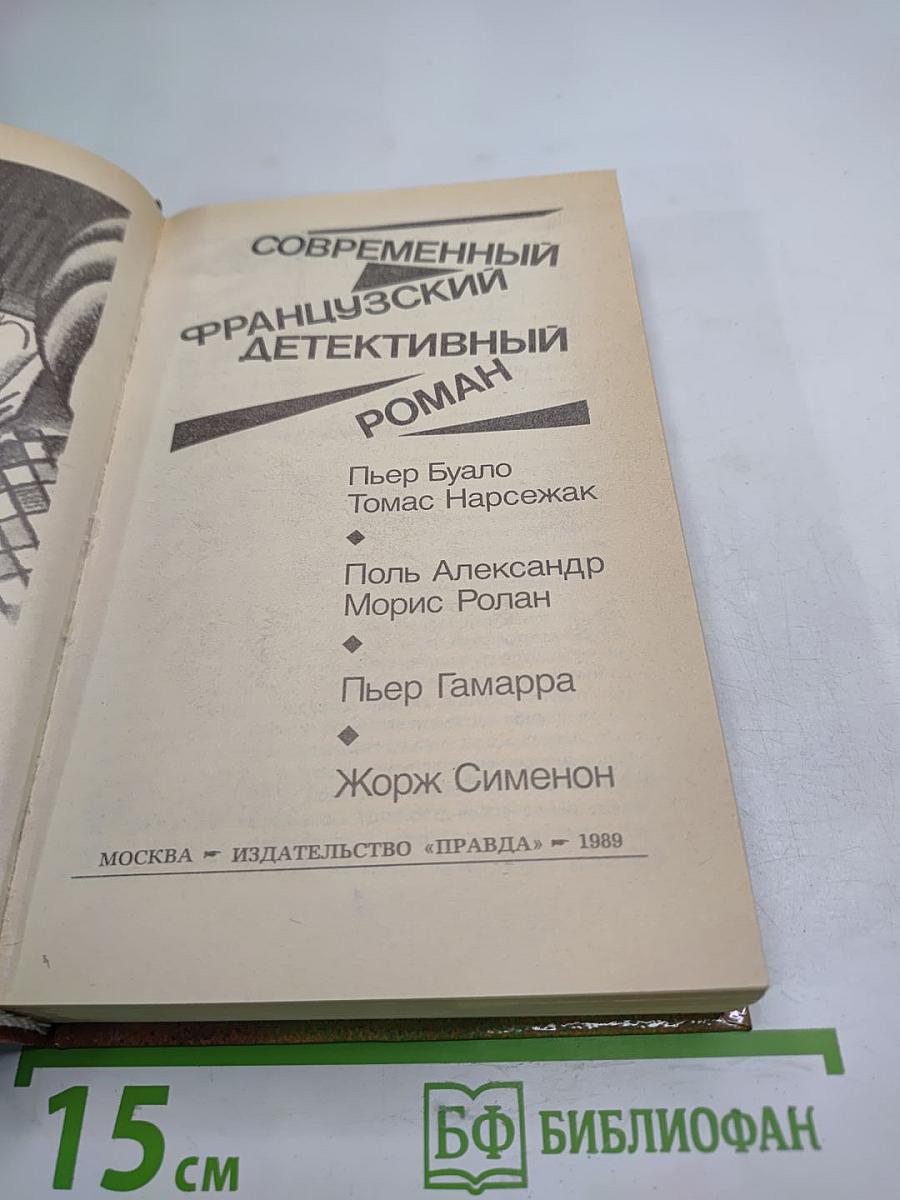 СОВРЕМЕННЫЙ
ФРАНЦУЗСКИЙ
ДЕТЕКТИВНЫЙ
РОМАН
Пьер Буало
Томас Нарсежак
Поль Александр
Морис Ролан
Пьер Гамарра
Жорж Сименон
МОСКВА ИЗДАТЕЛЬСТВО «ПРАВДА» 1989
15 см
БФ БИБЛИОФАН